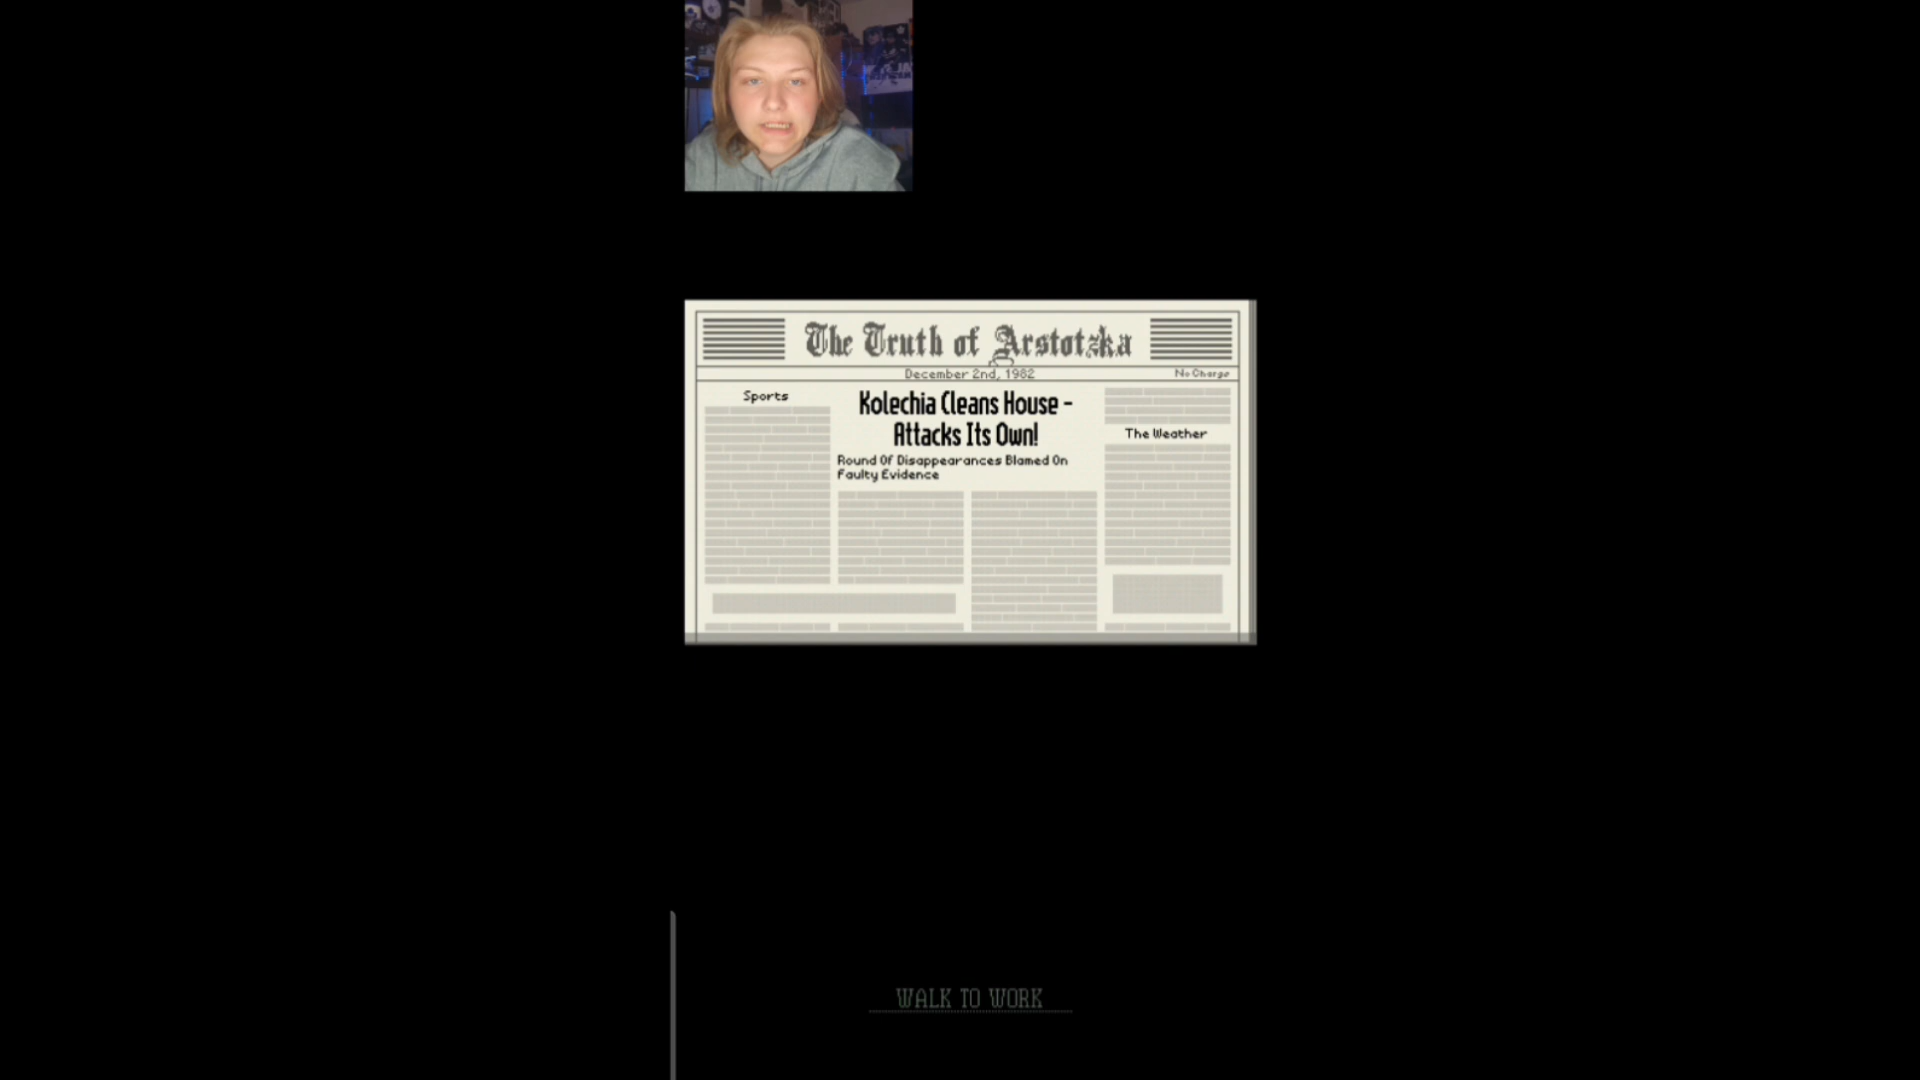 The Truth of Arstotzka
December 2nd, 1982
No Charge
Sports
Kolechia Cleans House -
Attacks Its Own!
Round Of Disappearances Blamed On
Faulty Evidence
The Weather
WALK TO WORK